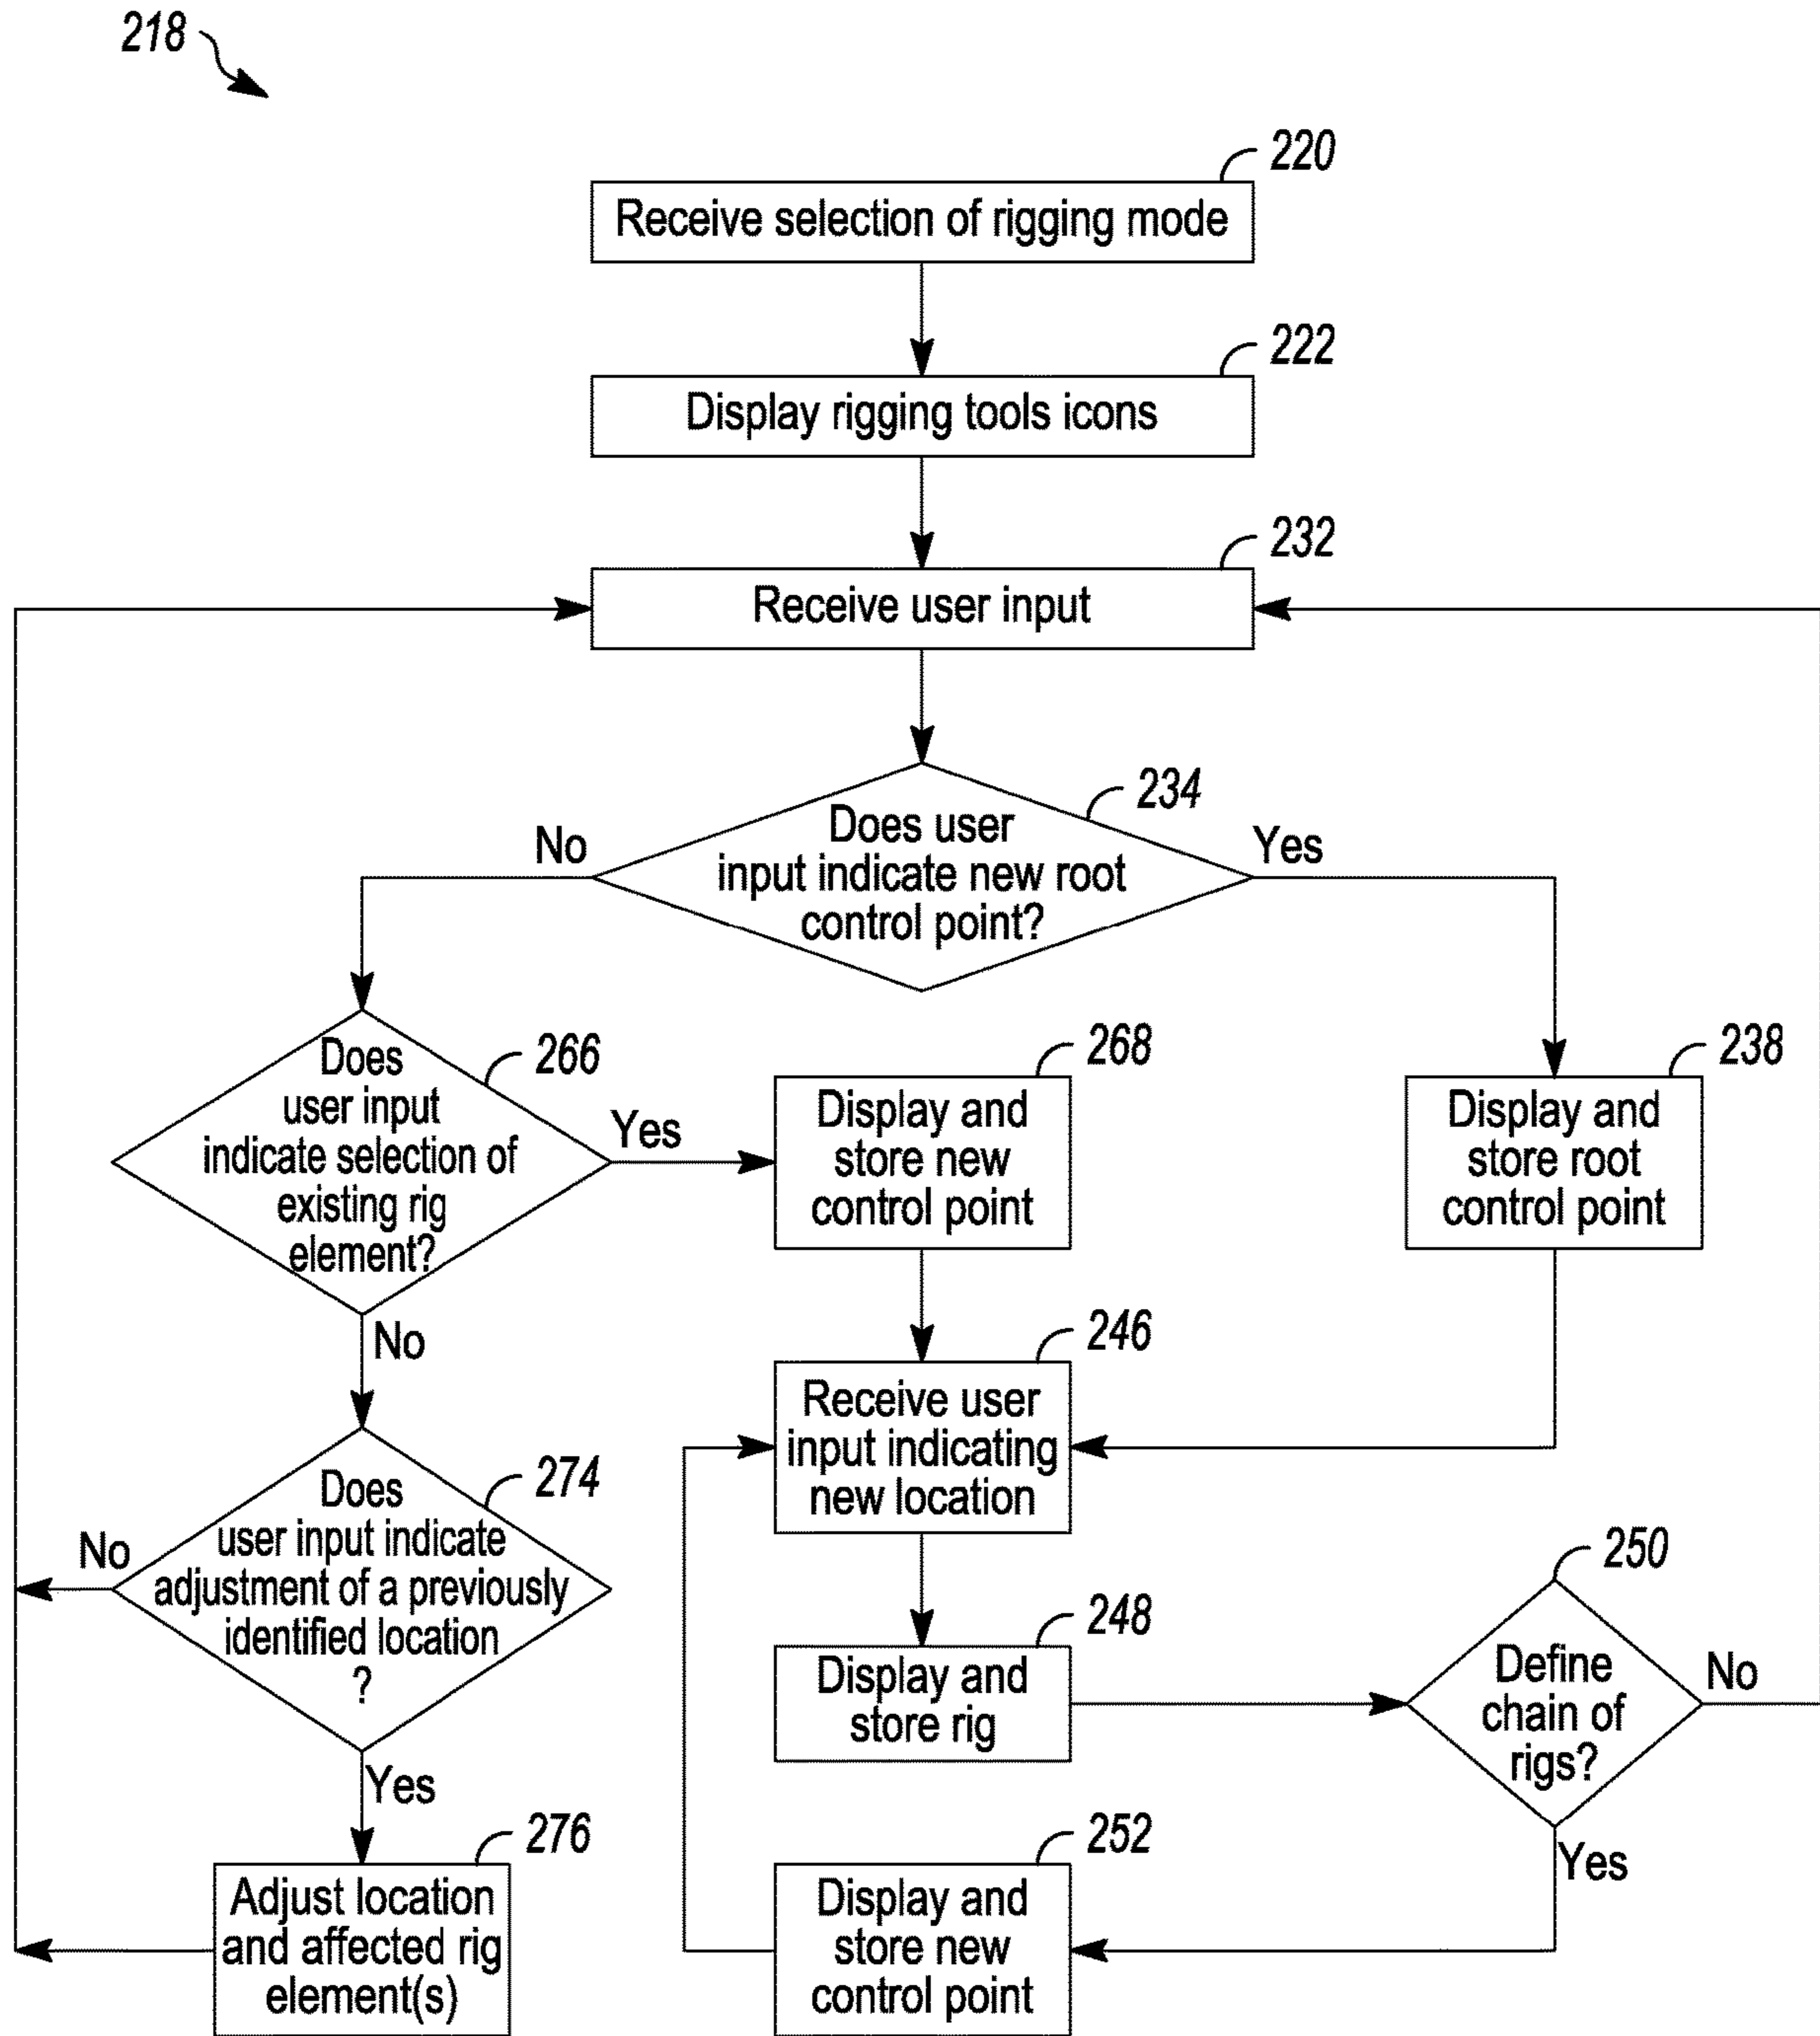 218
220
Receive selection of rigging mode
222
Display rigging tools icons
232
Receive user input
234
Does user
input indicate new root
control point?
No
Yes
266
Does
user input
indicate selection of
existing rig
element?
Yes
No
268
Display and
store new
control point
238
Display and
store root
control point
246
Receive user
input indicating
new location
274
Does
user input indicate
adjustment of a previously
identified location
?
No
Yes
248
Display and
store rig
250
Define
chain of
rigs?
No
Yes
276
Adjust location
and affected rig
element(s)
252
Display and
store new
control point